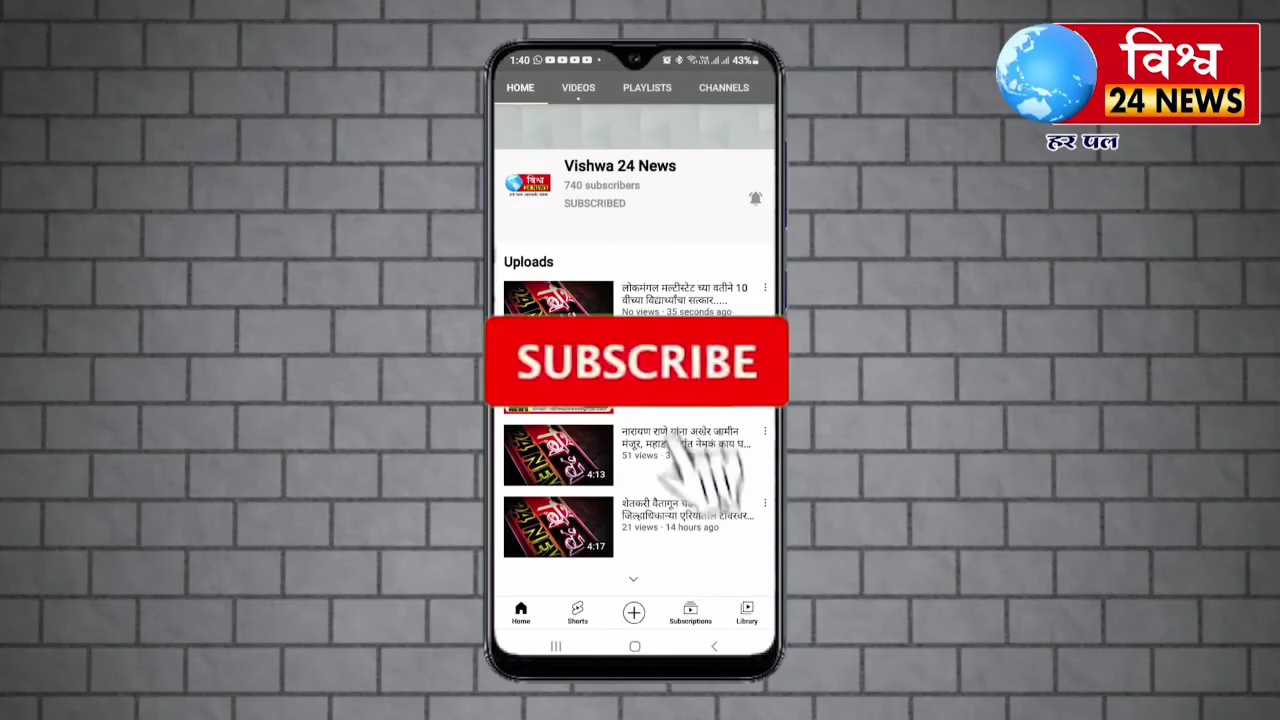 विश्व
24 NEWS
हर पल
1:40
43%
HOME VIDEOS PLAYLISTS CHANNELS
Vishwa 24 News
740 subscribers
SUBSCRIBED
Uploads
लोकमंगल मल्टीस्टेट च्या वतीने 10
वीच्या विद्यार्थ्यांचा सत्कार.....
No views · 35 seconds ago
SUBSCRIBE
नारायण राणे यांना अखेर जामीन
मंजूर, नेमकं काय घ...
51 views
4:13
शेतकरी वैतागून
जिल्हाधिकाऱ्या
21 views · 14 hours ago
4:17
Home Shorts Subscriptions Library